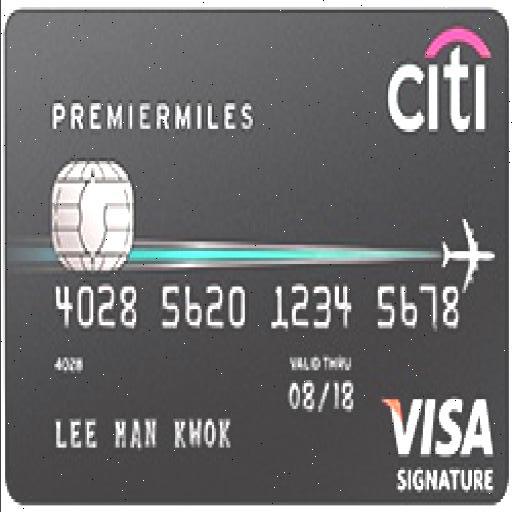 citi
PREMIERMILES
4028 5620 1234 5678
4028
VALID THRU
08/18
LEE MAN KWOK
VISA
SIGNATURE